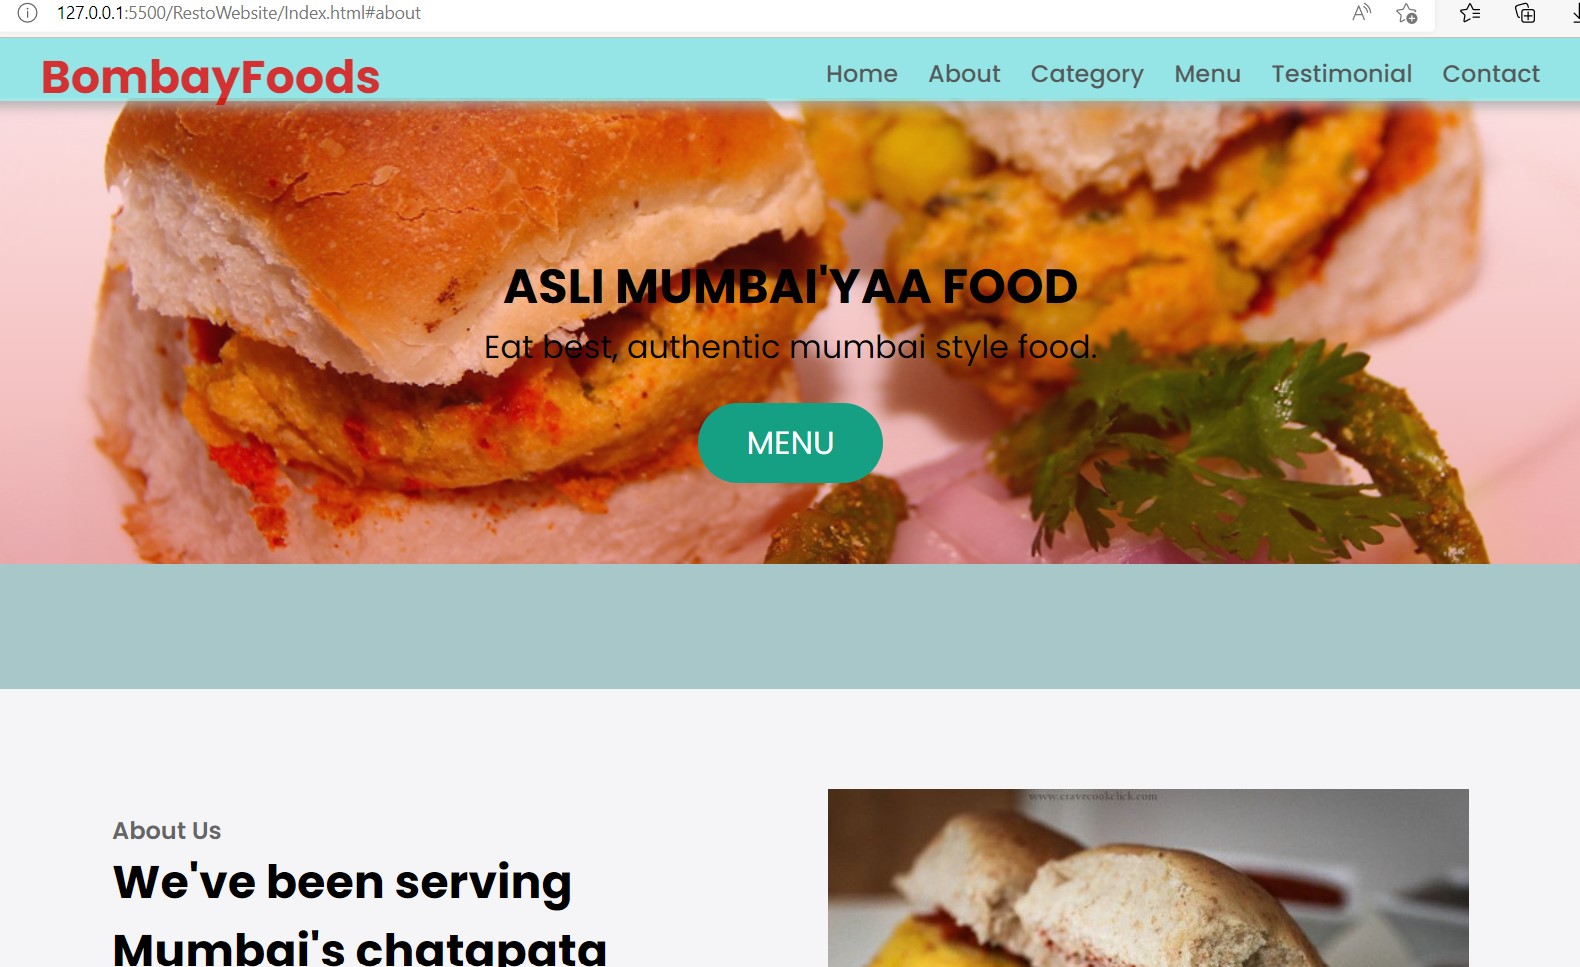 127.0.0.1:5500/RestoWebsite/Index.html#about
BombayFoods
Home About Category Menu Testimonial Contact
ASLI MUMBAI'YAA FOOD
Eat best, authentic mumbai style food.
MENU
www.cravecookclick.com
About Us
We've been serving
Mumbai's chatapata